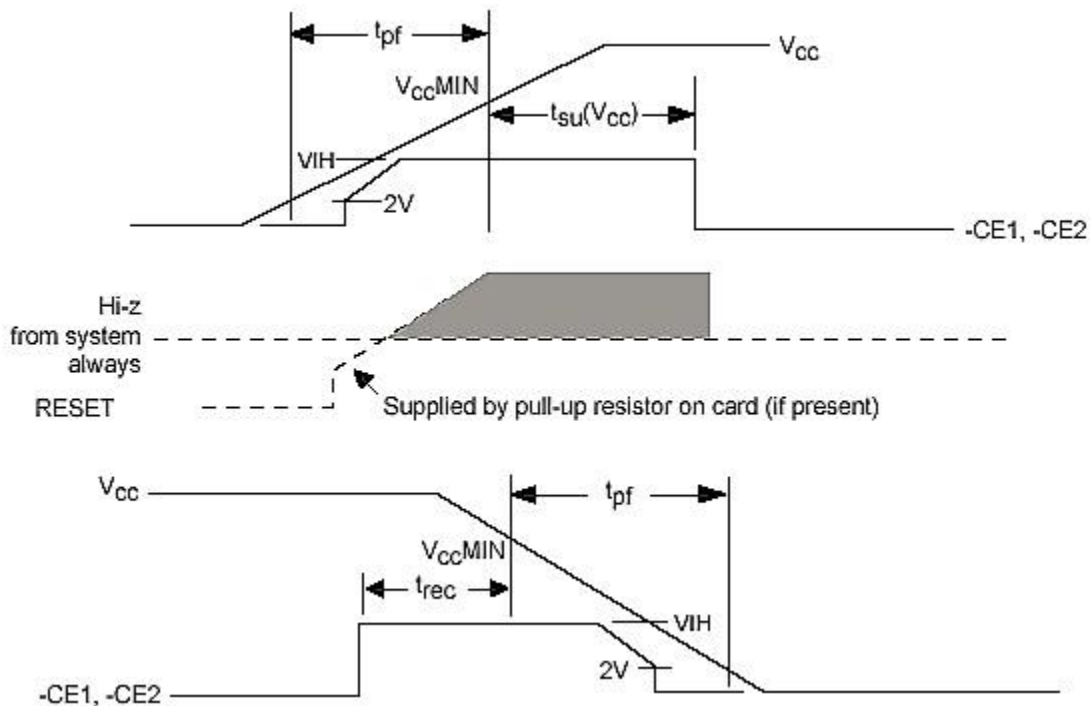 tpf
VCC
VCCMIN
tsu(VCC)
VIH
2V
-CE1, -CE2
Hi-z
from system
always
RESET
Supplied by pull-up resistor on card (if present)
VCC
tpf
VCCMIN
trec
VIH
2V
-CE1, -CE2